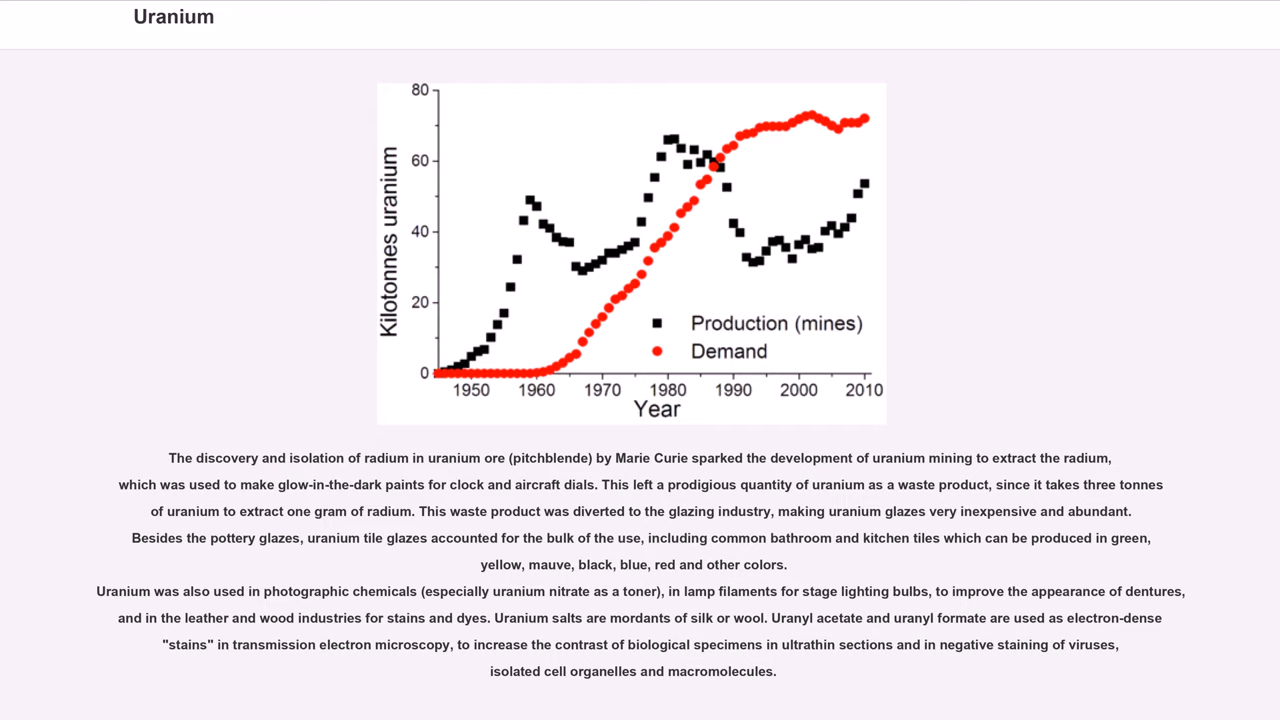 Uranium
80
60
40
20
0
Kilotonnes uranium
Production (mines)
Demand
1950 1960 1970 1980 1990 2000 2010
Year
The discovery and isolation of radium in uranium ore (pitchblende) by Marie Curie sparked the development of uranium mining to extract the radium,
which was used to make glow-in-the-dark paints for clock and aircraft dials. This left a prodigious quantity of uranium as a waste product, since it takes three tonnes
of uranium to extract one gram of radium. This waste product was diverted to the glazing industry, making uranium glazes very inexpensive and abundant.
Besides the pottery glazes, uranium tile glazes accounted for the bulk of the use, including common bathroom and kitchen tiles which can be produced in green,
yellow, mauve, black, blue, red and other colors.
Uranium was also used in photographic chemicals (especially uranium nitrate as a toner), in lamp filaments for stage lighting bulbs, to improve the appearance of dentures,
and in the leather and wood industries for stains and dyes. Uranium salts are mordants of silk or wool. Uranyl acetate and uranyl formate are used as electron-dense
"stains" in transmission electron microscopy, to increase the contrast of biological specimens in ultrathin sections and in negative staining of viruses,
isolated cell organelles and macromolecules.